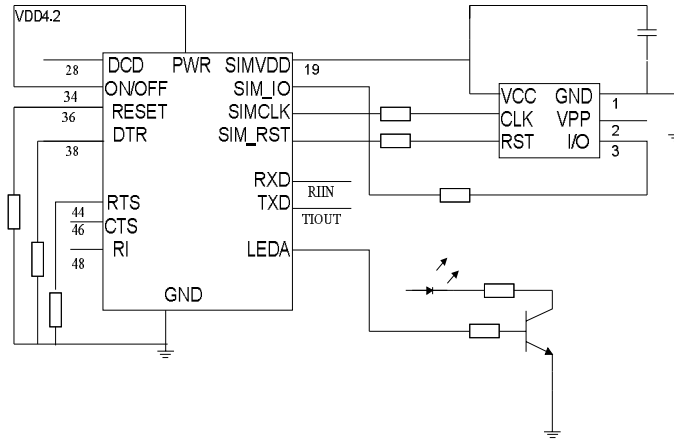 VDD4.2
DCD PWR SIMVDD
28 19
ON/OFF SIM_IO
34
RESET SIMCLK
36
DTR SIM_RST
38
VCC GND
1
CLK VPP
2
RST I/O
3
RXD
RIIN
RTS TXD
44 TIOUT
CTS
46
RI LEDA
48
GND